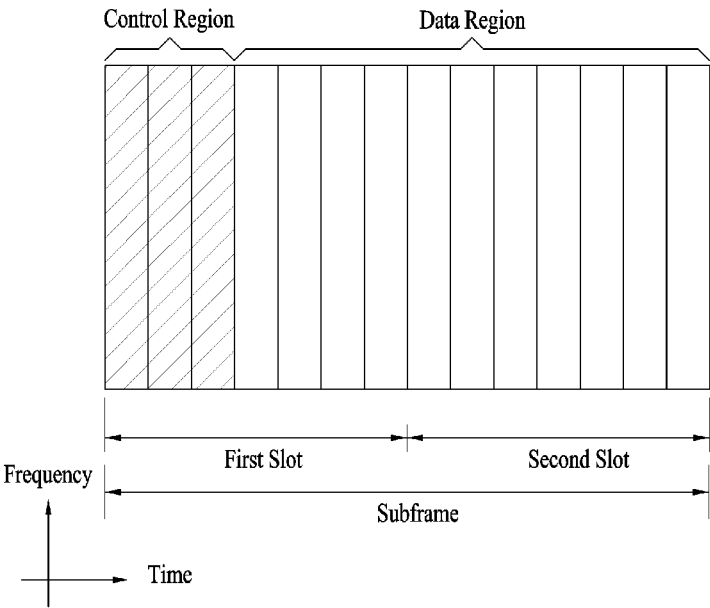 Control Region
Data Region
First Slot
Second Slot
Frequency
Subframe
Time